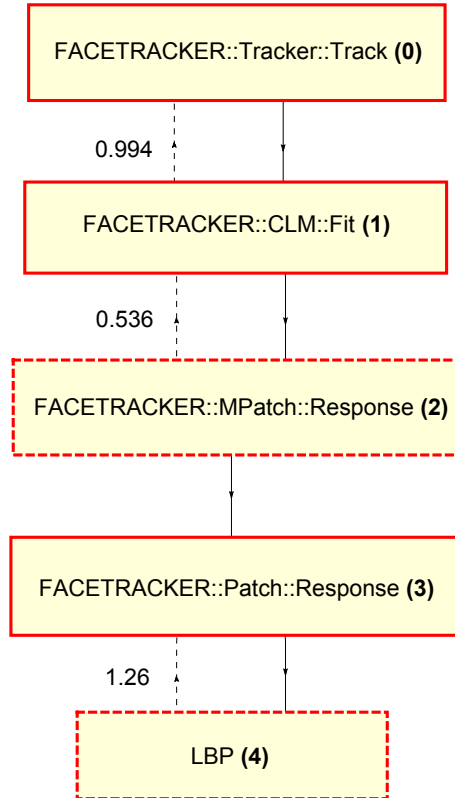 FACETRACKER::Tracker::Track (0)
0.994
FACETRACKER::CLM::Fit (1)
0.536
FACETRACKER::MPatch::Response (2)
FACETRACKER::Patch::Response (3)
1.26
LBP (4)